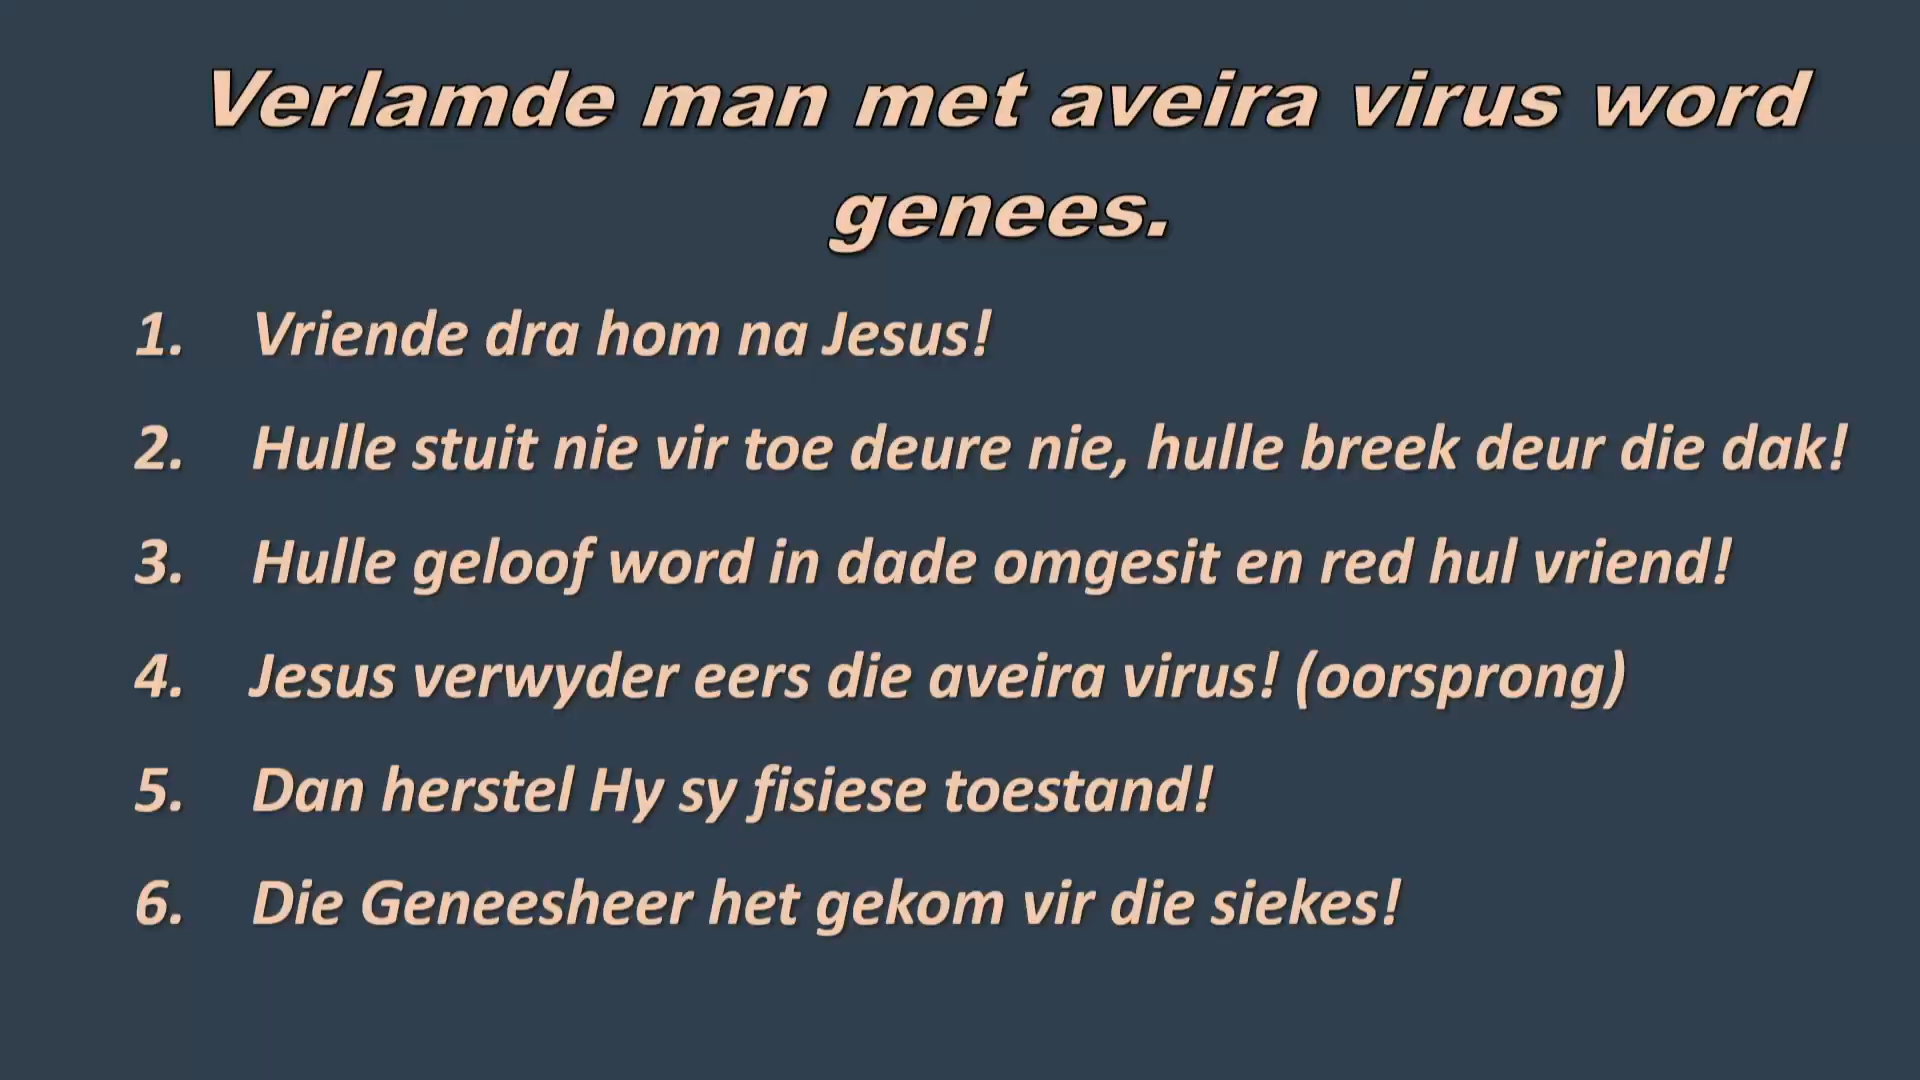 Verlamde man met aveira virus word
genees.
1. Vriende dra hom na Jesus!
2. Hulle stuit nie vir toe deure nie, hulle breek deur die dak!
3. Hulle geloof word in dade omgesit en red hul vriend!
4. Jesus verwyder eers die aveira virus! (oorsprong)
5. Dan herstel Hy sy fisiese toestand!
6. Die Geneesheer het gekom vir die siekes!